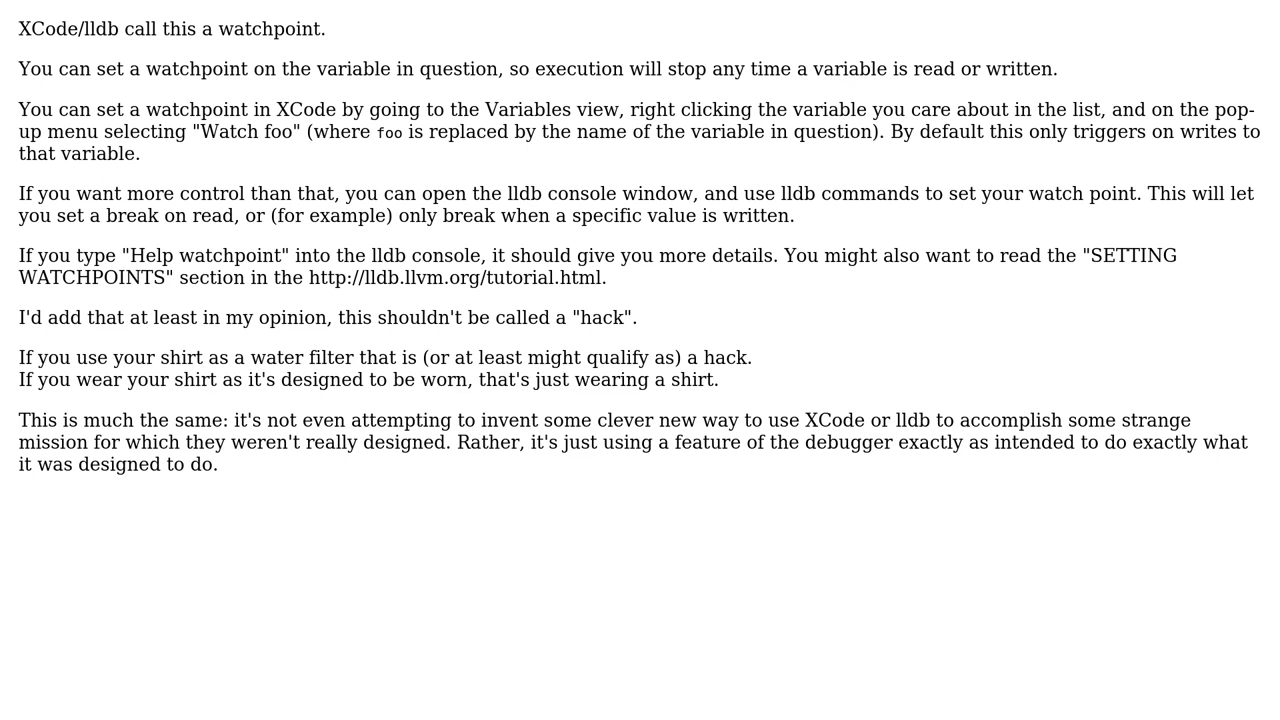 XCode/lldb call this a watchpoint.
You can set a watchpoint on the variable in question, so execution will stop any time a variable is read or written.
You can set a watchpoint in XCode by going to the Variables view, right clicking the variable you care about in the list, and on the pop-
up menu selecting "Watch foo" (where foo is replaced by the name of the variable in question). By default this only triggers on writes to
that variable.
If you want more control than that, you can open the lldb console window, and use lldb commands to set your watch point. This will let
you set a break on read, or (for example) only break when a specific value is written.
If you type "Help watchpoint" into the lldb console, it should give you more details. You might also want to read the "SETTING
WATCHPOINTS" section in the http://lldb.llvm.org/tutorial.html.
I'd add that at least in my opinion, this shouldn't be called a "hack".
If you use your shirt as a water filter that is (or at least might qualify as) a hack.
If you wear your shirt as it's designed to be worn, that's just wearing a shirt.
This is much the same: it's not even attempting to invent some clever new way to use XCode or lldb to accomplish some strange
mission for which they weren't really designed. Rather, it's just using a feature of the debugger exactly as intended to do exactly what
it was designed to do.